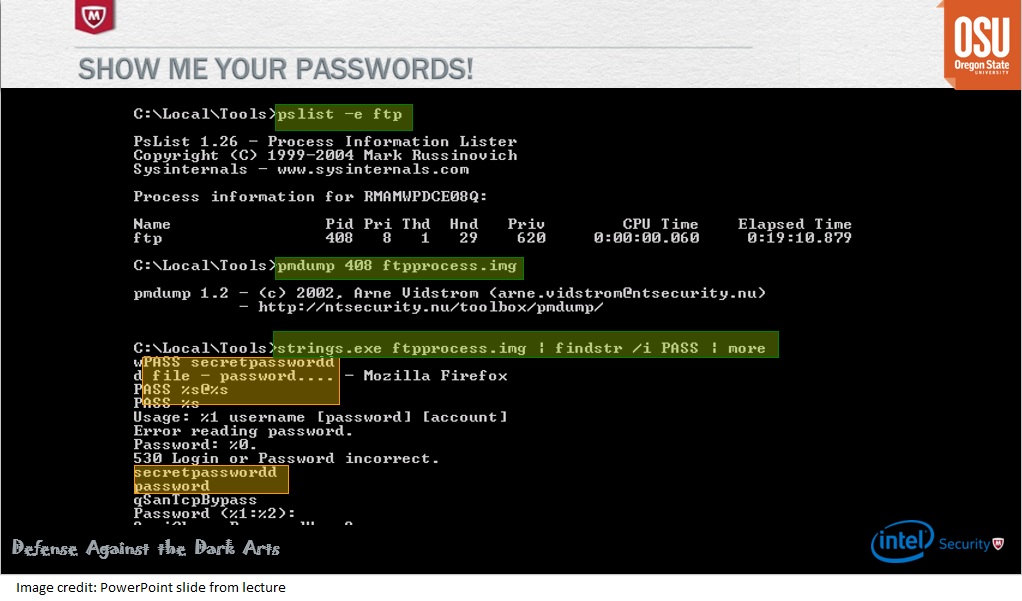 SHOW ME YOUR PASSWORDS!
OSU
Oregon State
UNIVERSITY
C:\Local\Tools>pslist -e ftp
PsList 1.26 - Process Information Lister
Copyright (C) 1999-2004 Mark Russinovich
Sysinternals - www.sysinternals.com
Process information for RMAMWPDCE08Q:
Name Pid Pri Thd Hnd Priv CPU Time Elapsed Time
ftp 408 8 1 29 620 0:00:00.060 0:19:10.879
C:\Local\Tools>pmdump 408 ftpprocess.img
pmdump 1.2 - (c) 2002, Arne Vidstrom (arne.vidstrom@ntsecurity.nu)
- http://ntsecurity.nu/toolbox/pmdump/
C:\Local\Tools>strings.exe ftpprocess.img | findstr /i PASS | more
wPASS secretpasswordd
d file - password.... - Mozilla Firefox
PASS %s@%s
PASS %s
Usage: %1 username [password] [account]
Error reading password.
Password: %0.
530 Login or Password incorrect.
secretpasswordd
password
qSanTcpBypass
Password (%1:%2):
Defense Against the Dark Arts
intel Security
Image credit: PowerPoint slide from lecture